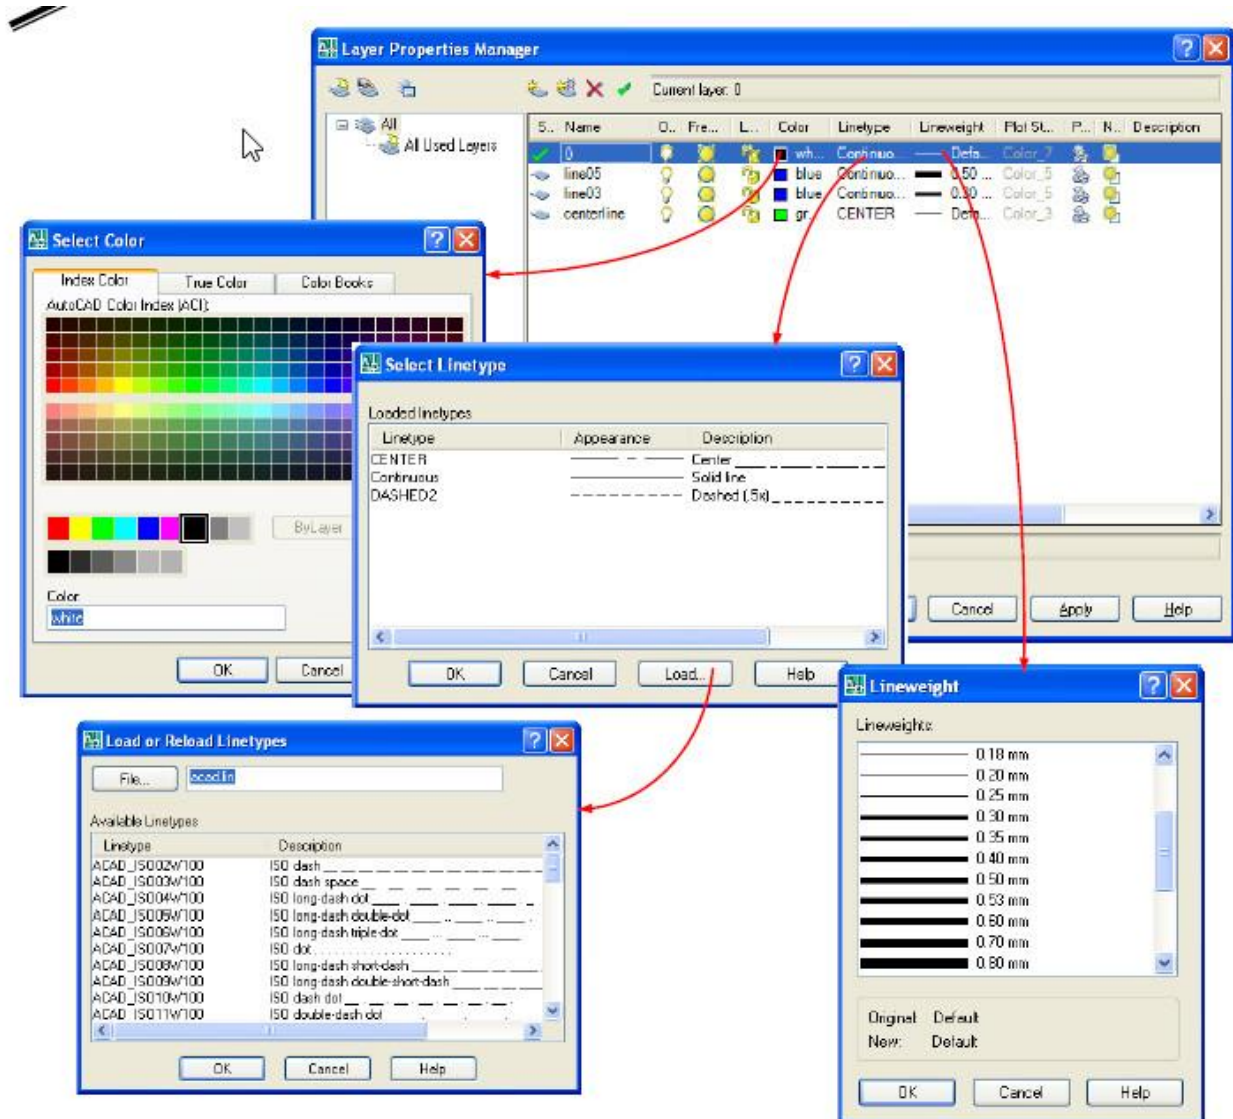 Layer Properties Manager
Current layer: 0
All
All Used Layers
S.. Name O.. Fre... L... Color Linetype Lineweight Plot St... P... N.. Description
0 wh... Continuo... Defa... Color_7
line05 blue Continuo... 0.50 ... Color_5
line03 blue Continuo... 0.30 ... Color_5
centerline gr... CENTER Defa... Color_3
Cancel Apply Help
Select Color
Index Color True Color Color Books
AutoCAD Color Index (ACI):
ByLayer
Color:
white
OK Cancel
Select Linetype
Loaded linetypes
Linetype Appearance Description
CENTER Center
Continuous Solid line
DASHED2 Dashed (.5x)
OK Cancel Load... Help
Load or Reload Linetypes
File... acad.lin
Available Linetypes
Linetype Description
ACAD_ISO02W100 ISO dash
ACAD_ISO03W100 ISO dash space
ACAD_ISO04W100 ISO long-dash dot
ACAD_ISO05W100 ISO long-dash double-dot
ACAD_ISO06W100 ISO long-dash triple-dot
ACAD_ISO07W100 ISO dot
ACAD_ISO08W100 ISO long-dash short-dash
ACAD_ISO09W100 ISO long-dash double-short-dash
ACAD_ISO10W100 ISO dash dot
ACAD_ISO11W100 ISO double-dash dot
OK Cancel Help
Lineweight
Lineweights:
0.18 mm
0.20 mm
0.25 mm
0.30 mm
0.35 mm
0.40 mm
0.50 mm
0.53 mm
0.60 mm
0.70 mm
0.80 mm
Original: Default
New: Default
OK Cancel Help